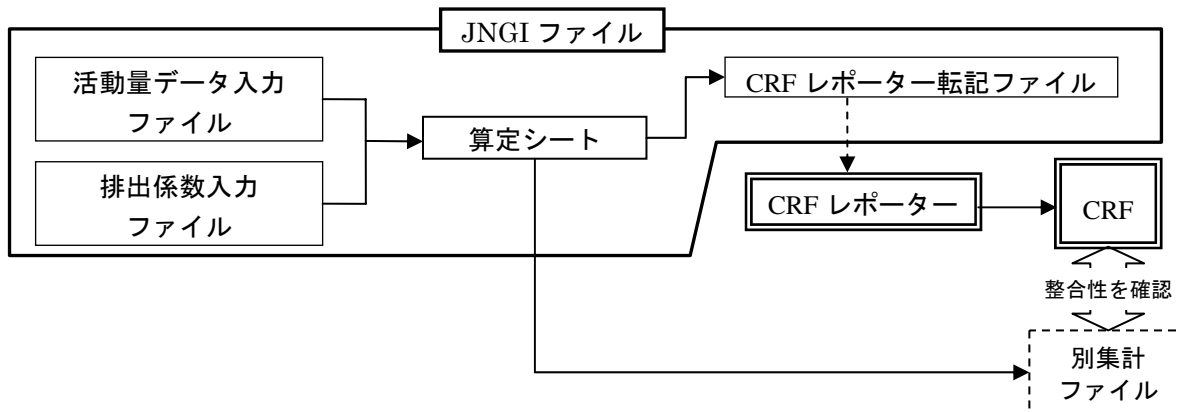 JNGI ファイル
活動量データ入力
ファイル
排出係数入力
ファイル
算定シート
CRF レポーター転記ファイル
CRF レポーター
CRF
整合性を確認
別集計
ファイル